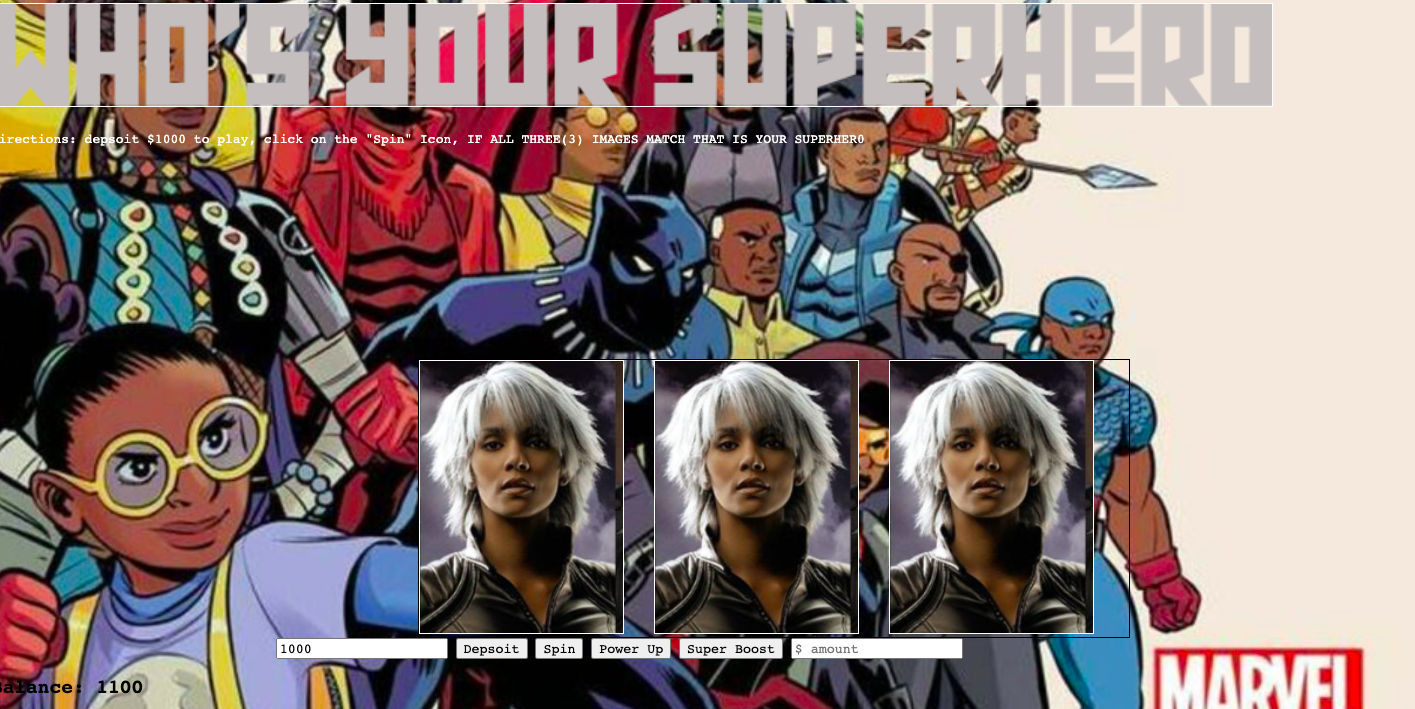 WHO'S YOUR SUPERHERO
irections: depsoit $1000 to play, click on the "Spin" Icon, IF ALL THREE(3) IMAGES MATCH THAT IS YOUR SUPERHER0
1000 Depsoit Spin Power Up Super Boost $ amount
Balance: 1100
MARVEL